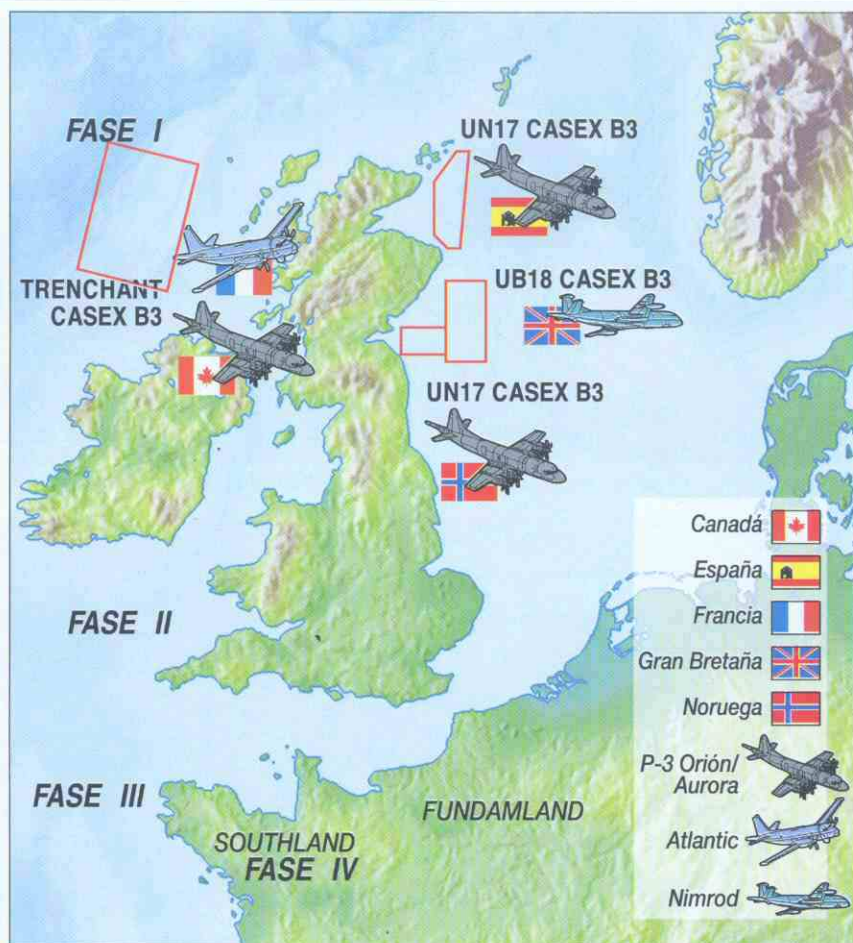 FASE I
UN17 CASEX B3
TRENCHANT
CASEX B3
UB18 CASEX B3
UN17 CASEX B3
FASE II
FASE III
SOUTHLAND
FASE IV
FUNDAMLAND
Canadá
España
Francia
Gran Bretaña
Noruega
P-3 Orión/
Aurora
Atlantic
Nimrod